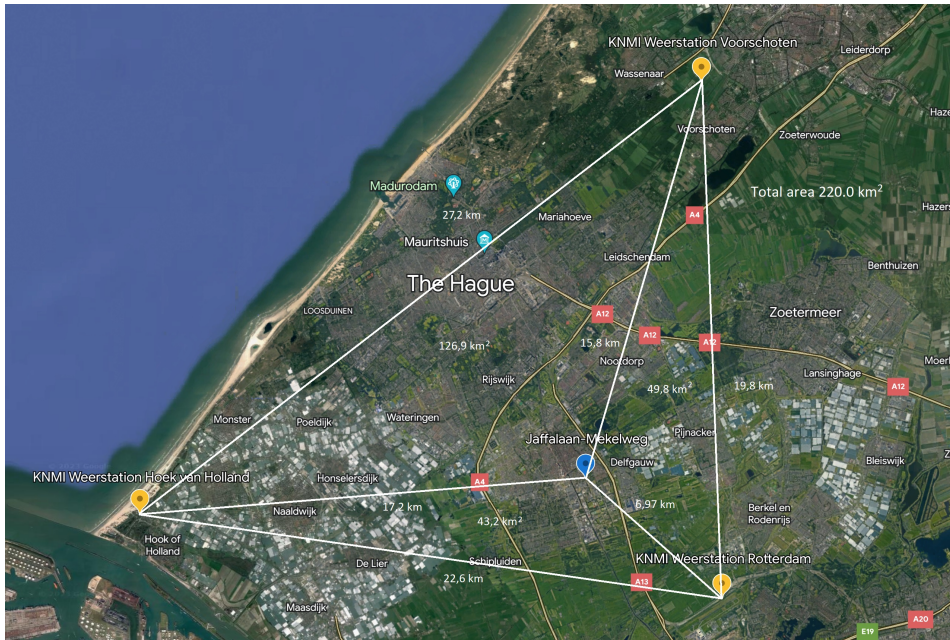 KNMI Weerstation Voorschoten
Leiderdorp
Wassenaar
Voorschoten
Zoeterwoude
Haze
Madurodam
Total area 220.0 km²
27,2 km
Mariahoeve
A4
Hazers
Mauritshuis
Leidschendam
Benthuizen
The Hague
LOOSDUINEN
A12
Zoetermeer
A12
A12
126,9 km²
15,8 km
Nootdorp
Moer
Rijswijk
49,8 km²
19,8 km
Lansinghage
A12
Monster
Poeldijk
Wateringen
Jaffalaan-Mekelweg
Pijnacker
KNMI Weerstation Hoek van Holland
Honselersdijk
A4
Delfgauw
Bleiswijk
Z
Naaldwijk
17,2 km
6,97 km
Berkel en
Rodenrijs
43,2²
Hook of
Holland
De Lier
Schipluiden
KNMI Weerstation Rotterdam
22,6 km
A13
Maasdijk
A20
E19